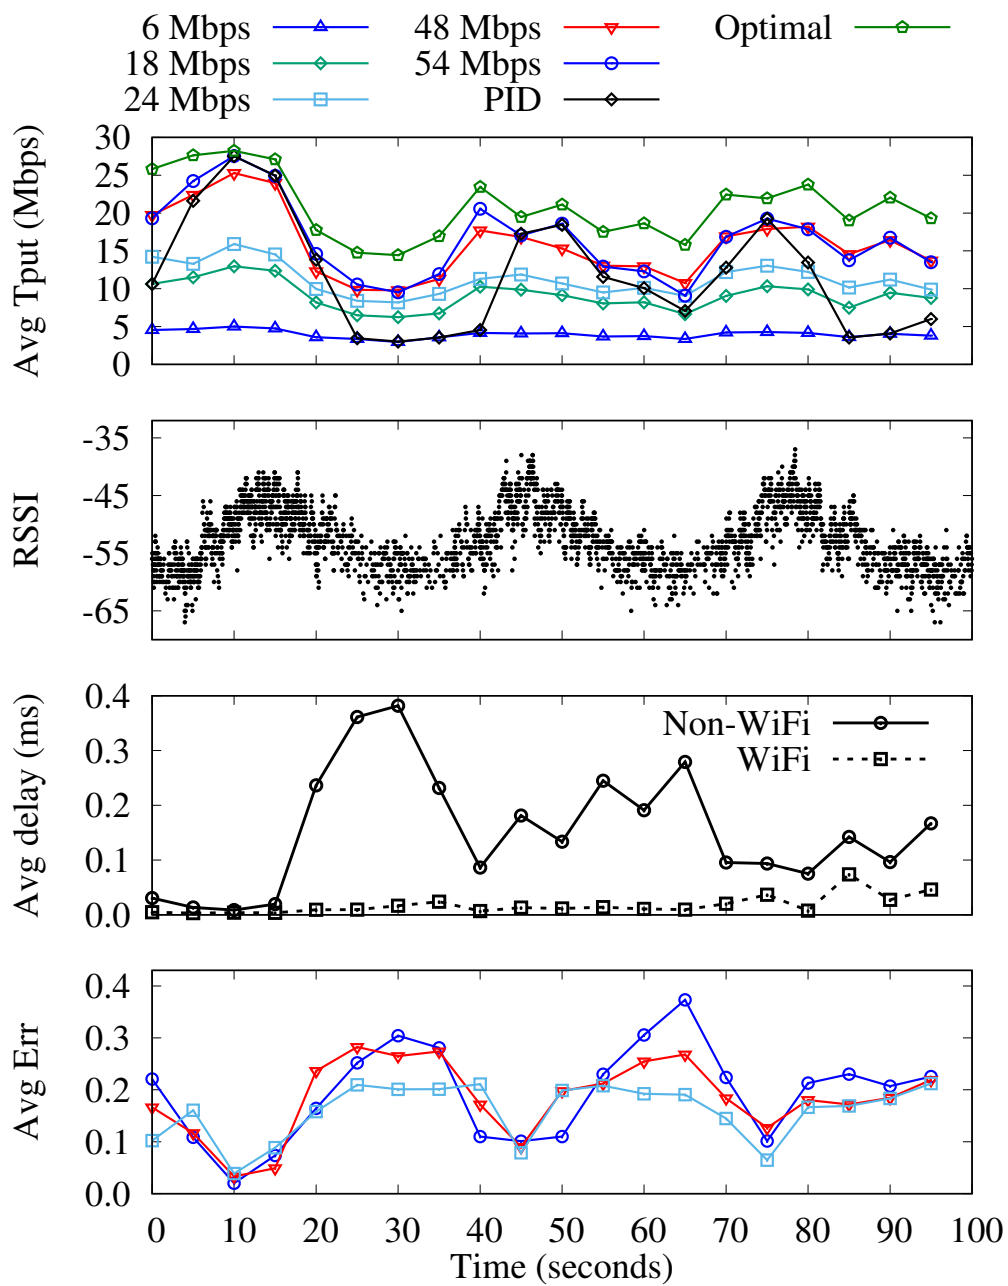 6 Mbps 48 Mbps Optimal
18 Mbps 54 Mbps
24 Mbps PID
Avg Tput (Mbps)
30
25
20
15
10
5
0
RSSI
-35
-45
-55
-65
Avg delay (ms)
0.4
0.3
0.2
0.1
0.0
Non-WiFi
WiFi
Avg Err
0.4
0.3
0.2
0.1
0.0
0 10 20 30 40 50 60 70 80 90 100
Time (seconds)